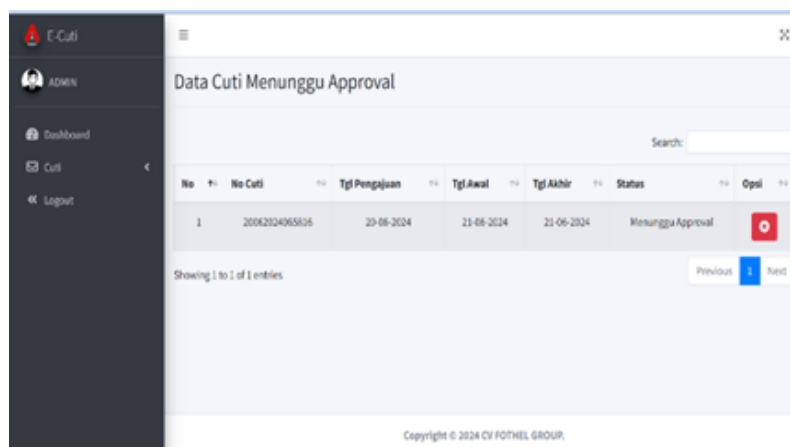 E-Cuti
ADMIN
Dashboard
Cuti
Logout
Data Cuti Menunggu Approval
Search:
No No Cuti Tgl Pengajuan Tgl Awal Tgl Akhir Status Opsi
1 20062024065816 20-06-2024 21-06-2024 21-06-2024 Menunggu Approval
Showing 1 to 1 of 1 entries
Previous 1 Next
Copyright © 2024 CV FOTHEL GROUP.